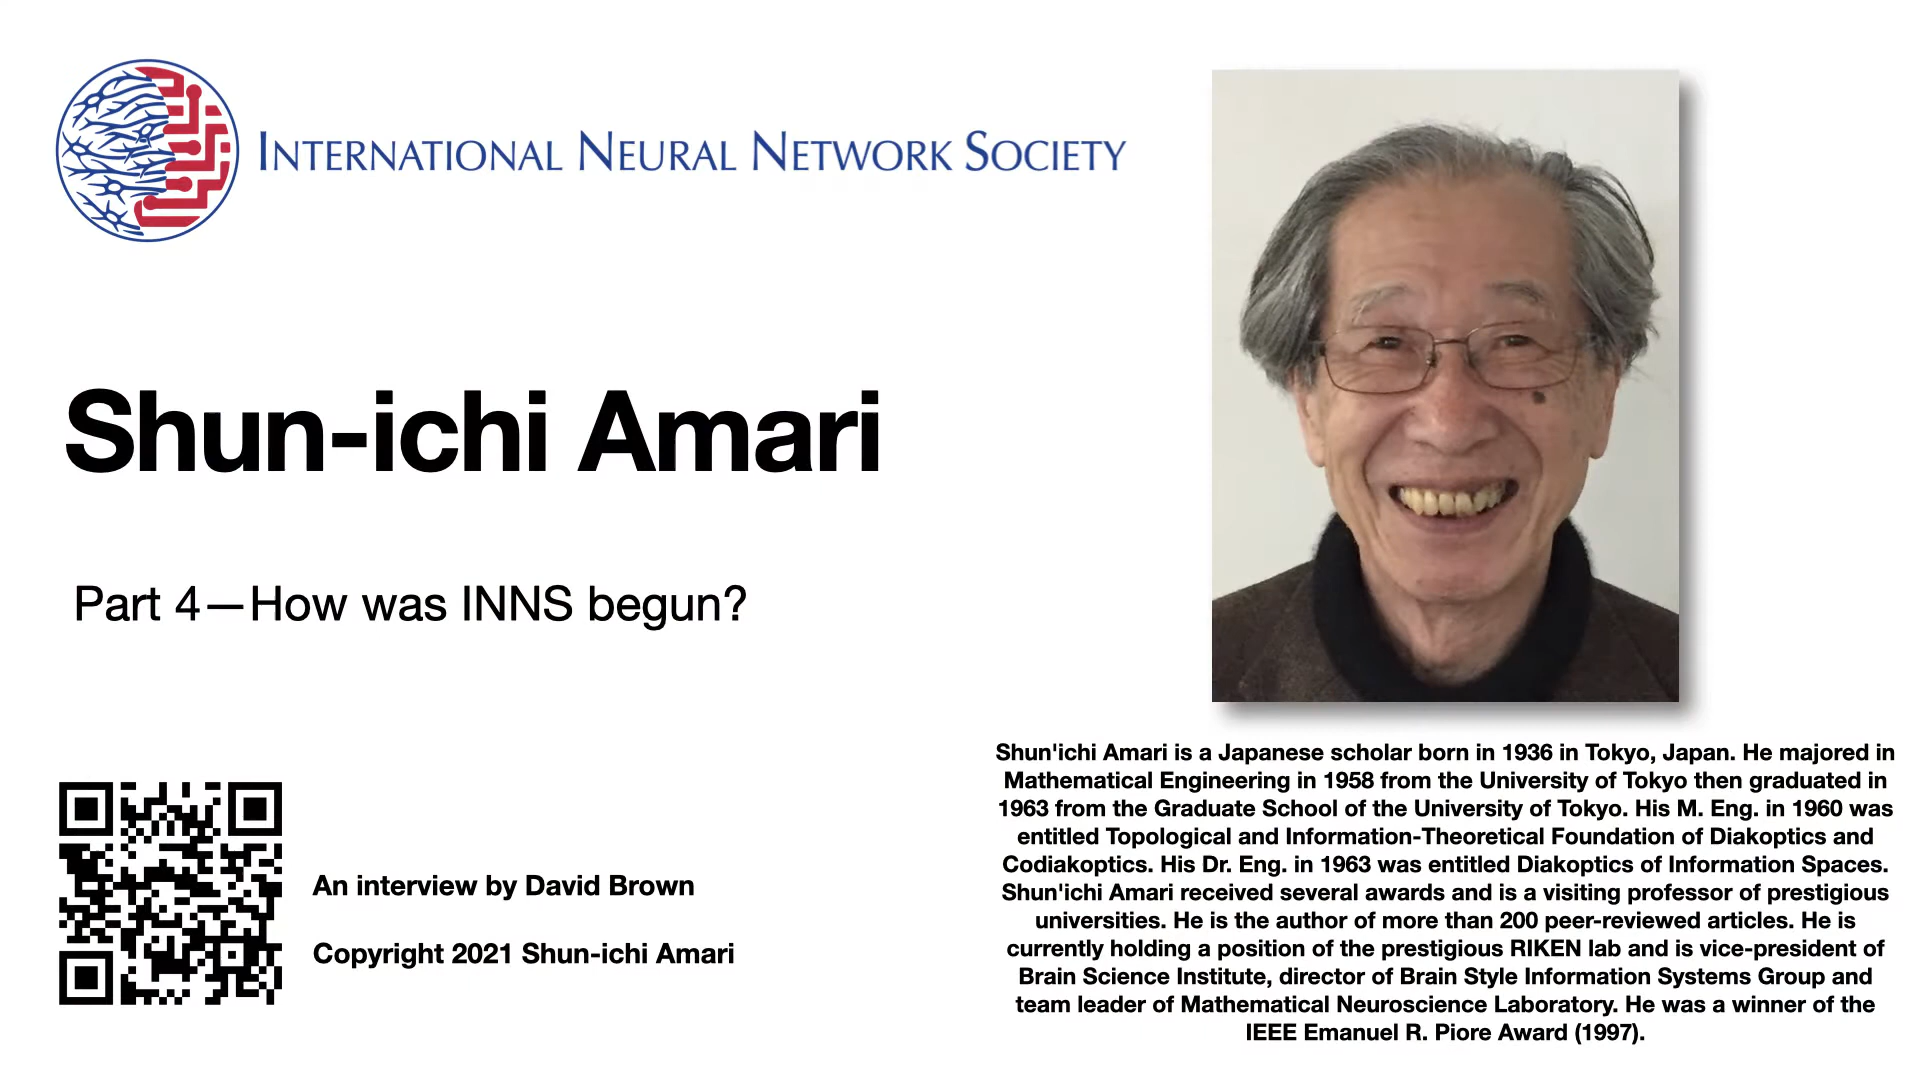 INTERNATIONAL NEURAL NETWORK SOCIETY
Shun-ichi Amari
Part 4—How was INNS begun?
An interview by David Brown
Copyright 2021 Shun-ichi Amari
Shun'ichi Amari is a Japanese scholar born in 1936 in Tokyo, Japan. He majored in
Mathematical Engineering in 1958 from the University of Tokyo then graduated in
1963 from the Graduate School of the University of Tokyo. His M. Eng. in 1960 was
entitled Topological and Information-Theoretical Foundation of Diakoptics and
Codiakoptics. His Dr. Eng. in 1963 was entitled Diakoptics of Information Spaces.
Shun'ichi Amari received several awards and is a visiting professor of prestigious
universities. He is the author of more than 200 peer-reviewed articles. He is
currently holding a position of the prestigious RIKEN lab and is vice-president of
Brain Science Institute, director of Brain Style Information Systems Group and
team leader of Mathematical Neuroscience Laboratory. He was a winner of the
IEEE Emanuel R. Piore Award (1997).